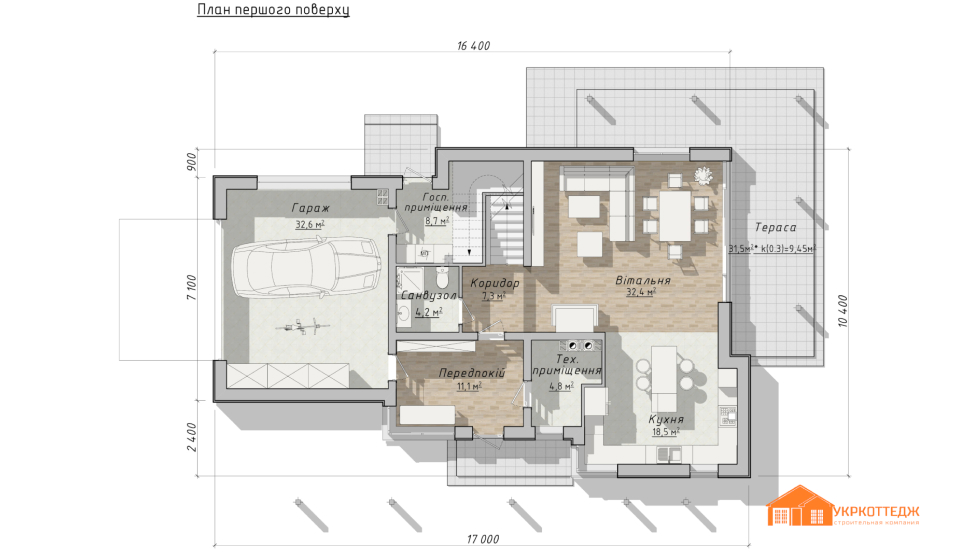 План першого поверху
16 400
900
7 100
2 400
10 400
17 000
Гараж
32,6 м²
Госп.
приміщення
8,7 м²
Санвузол
4,2 м²
Коридор
7,3 м²
Вітальня
32,4 м²
Тераса
31,5м²* k(0.3)=9,45м²
Передпокій
11,1 м²
Тех.
приміщення
4,8 м²
Кухня
18,5 м²
УКРКОТТЕДЖ
строительная компания